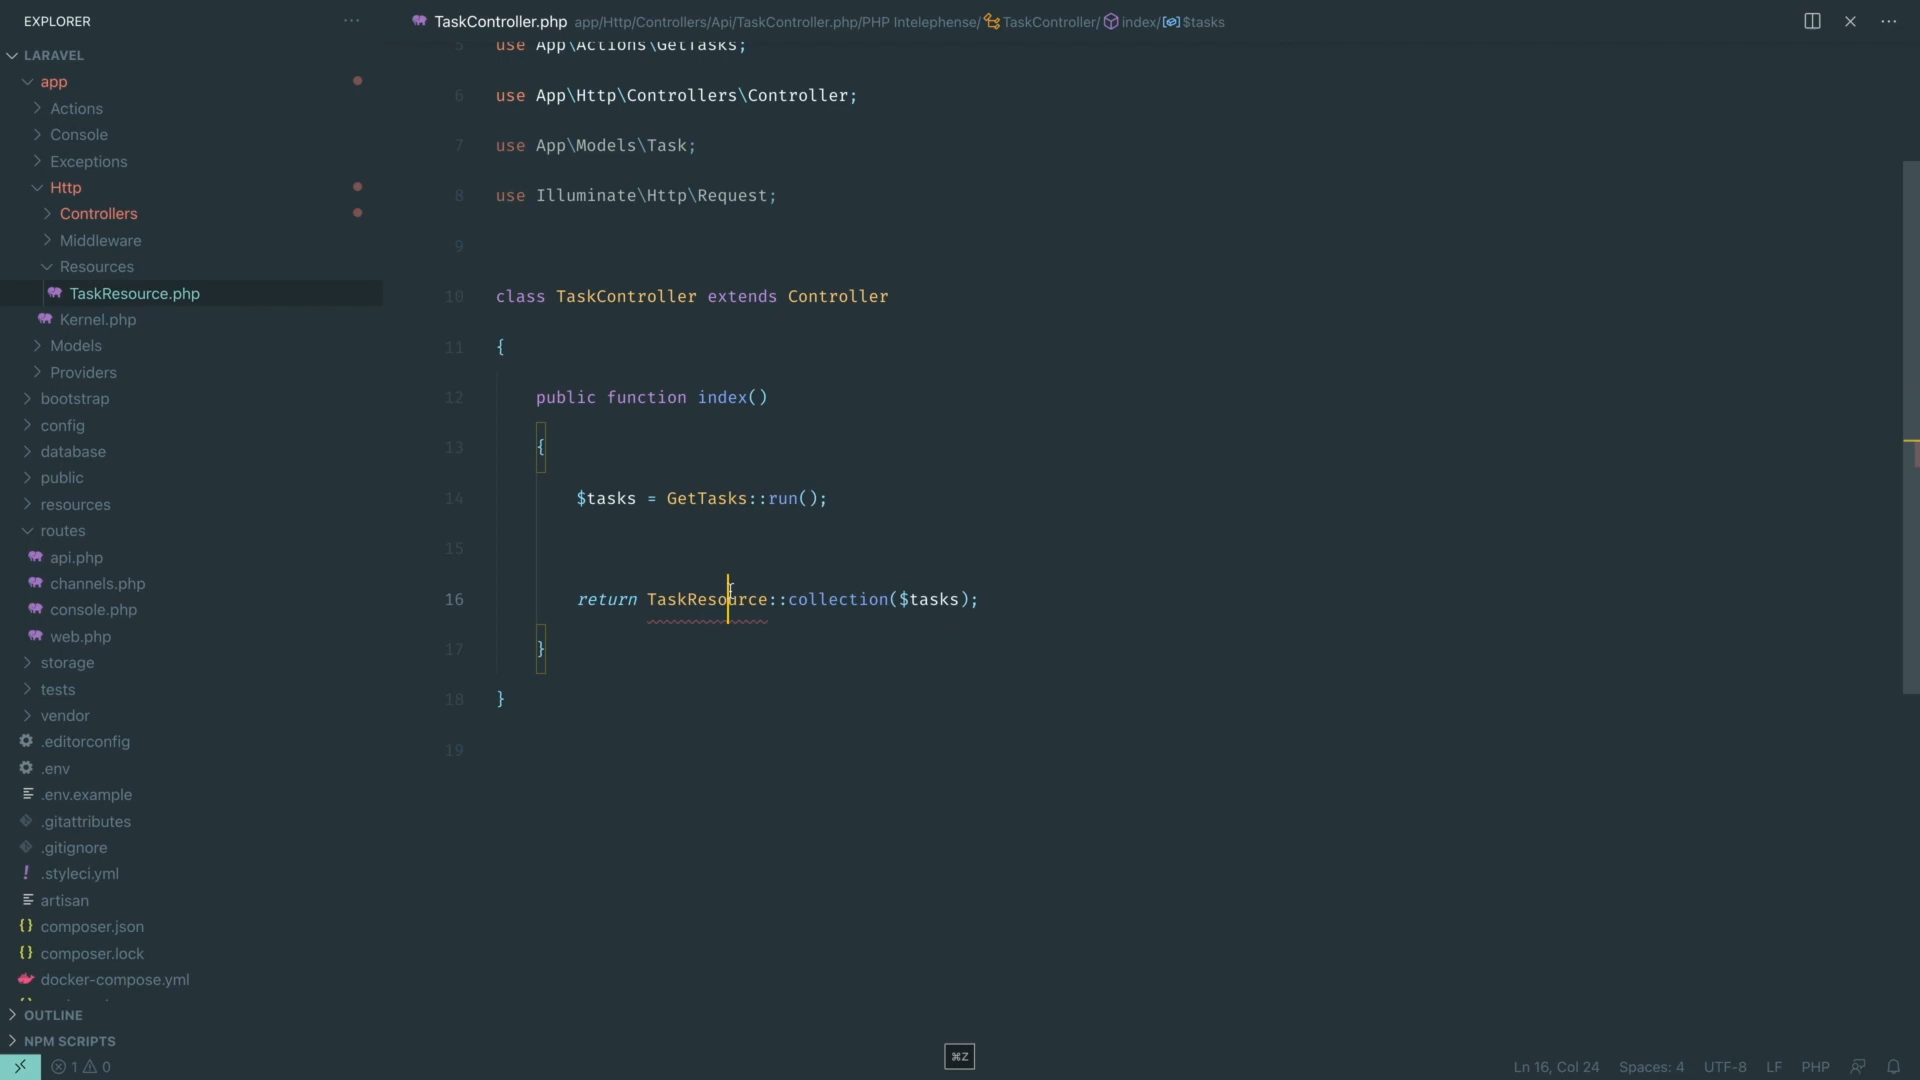 EXPLORER
LARAVEL
app
Actions
Console
Exceptions
Http
Controllers
Middleware
Resources
TaskResource.php
Kernel.php
Models
Providers
bootstrap
config
database
public
resources
routes
api.php
channels.php
console.php
web.php
storage
tests
vendor
.editorconfig
.env
.env.example
.gitattributes
.gitignore
.styleci.yml
artisan
composer.json
composer.lock
docker-compose.yml
OUTLINE
NPM SCRIPTS
TaskController.php app/Http/Controllers/Api/TaskController.php/PHP Intelephense/ TaskController/ index/ $tasks
5 use App\Actions\GetTasks;
6 use App\Http\Controllers\Controller;
7 use App\Models\Task;
8 use Illuminate\Http\Request;
9
10 class TaskController extends Controller
11 {
12 public function index()
13 {
14 $tasks = GetTasks::run();
15
16 return TaskResource::collection($tasks);
17 }
18 }
19
⌘Z
1 0 Ln 16, Col 24 Spaces: 4 UTF-8 LF PHP